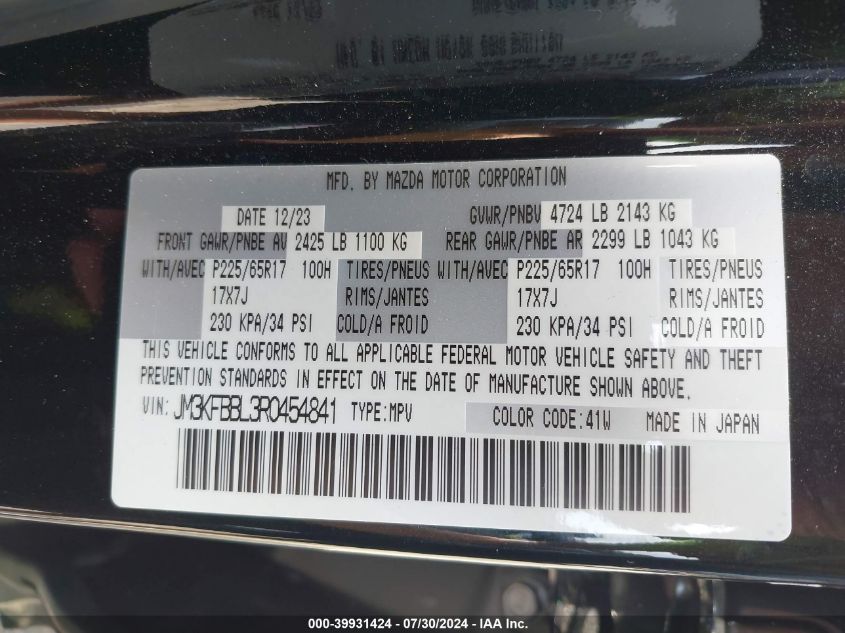 MFD. BY MAZDA MOTOR CORPORATION
DATE 12/23 GVWR/PNBV 4724 LB 2143 KG
FRONT GAWR/PNBE AV 2425 LB 1100 KG REAR GAWR/PNBE AR 2299 LB 1043 KG
WITH/AVEC P225/65R17 100H TIRES/PNEUS WITH/AVEC P225/65R17 100H TIRES/PNEUS
17X7J RIMS/JANTES 17X7J RIMS/JANTES
230 KPA/34 PSI COLD/A FROID 230 KPA/34 PSI COLD/A FROID
THIS VEHICLE CONFORMS TO ALL APPLICABLE FEDERAL MOTOR VEHICLE SAFETY AND THEFT
PREVENTION STANDARDS IN EFFECT ON THE DATE OF MANUFACTURE SHOWN ABOVE.
VIN: JM3KFBBL3R0454841 TYPE:MPV COLOR CODE:41W MADE IN JAPAN
000-39931424 - 07/30/2024 - IAA Inc.